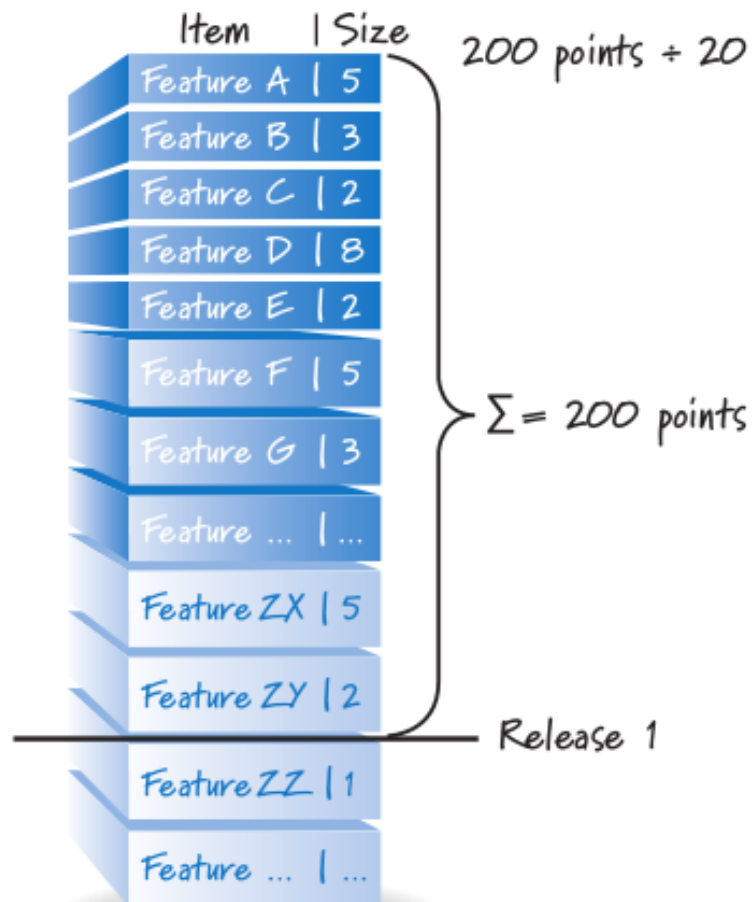 Item | Size
200 points ÷ 20
Feature A | 5
Feature B | 3
Feature C | 2
Feature D | 8
Feature E | 2
Feature F | 5
Feature G | 3
Feature ... | ...
Feature ZX | 5
Feature ZY | 2
Σ = 200 points
Release 1
Feature ZZ | 1
Feature ... | ...